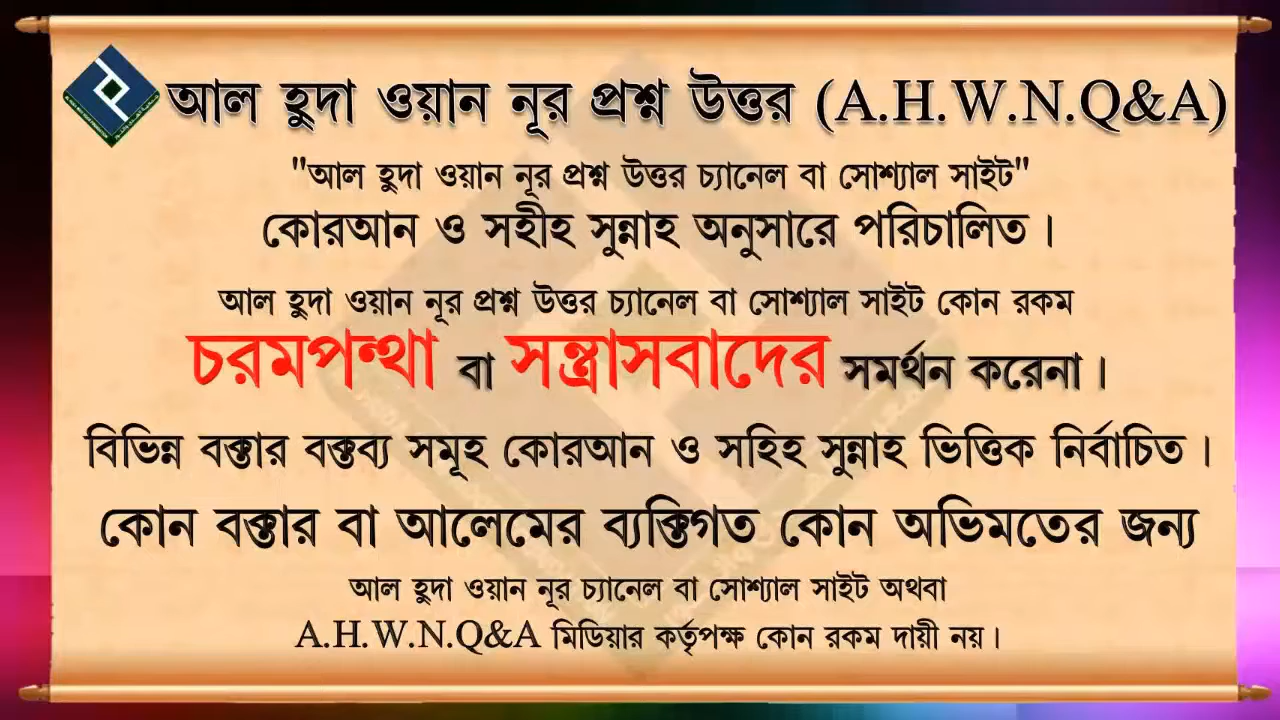 আল হুদা ওয়ান নূর প্রশ্ন উত্তর (A.H.W.N.Q&A)
"আল হুদা ওয়ান নূর প্রশ্ন উত্তর চ্যানেল বা সোশ্যাল সাইট"
কোরআন ও সহীহ সুন্নাহ অনুসারে পরিচালিত।
আল হুদা ওয়ান নূর প্রশ্ন উত্তর চ্যানেল বা সোশ্যাল সাইট কোন রকম
চরমপন্থা বা সন্ত্রাসবাদের সমর্থন করেনা।
বিভিন্ন বক্তার বক্তব্য সমূহ কোরআন ও সহিহ সুন্নাহ ভিত্তিক নির্বাচিত।
কোন বক্তার বা আলেমের ব্যক্তিগত কোন অভিমতের জন্য
আল হুদা ওয়ান নূর চ্যানেল বা সোশ্যাল সাইট অথবা
A.H.W.N.Q&A মিডিয়ার কর্তৃপক্ষ কোন রকম দায়ী নয়।